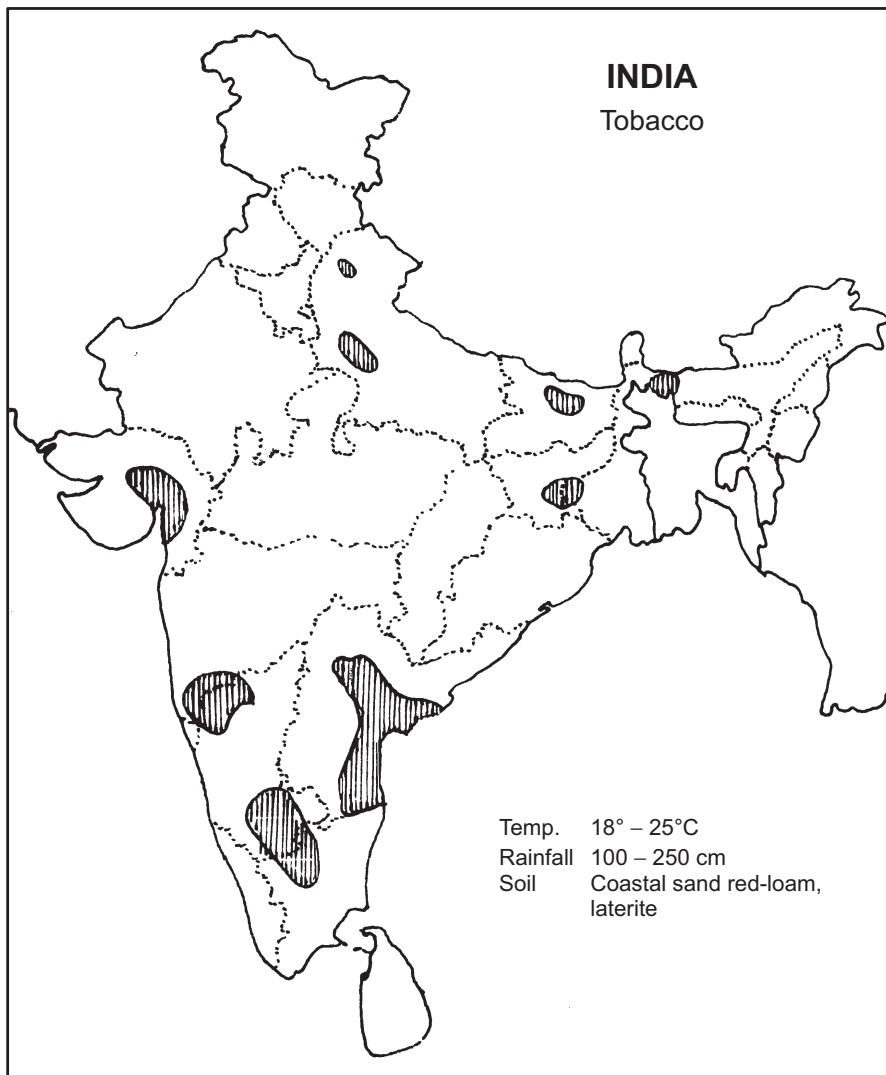 INDIA
Tobacco
Temp. 18° – 25°C
Rainfall 100 – 250 cm
Soil Coastal sand red-loam,
laterite